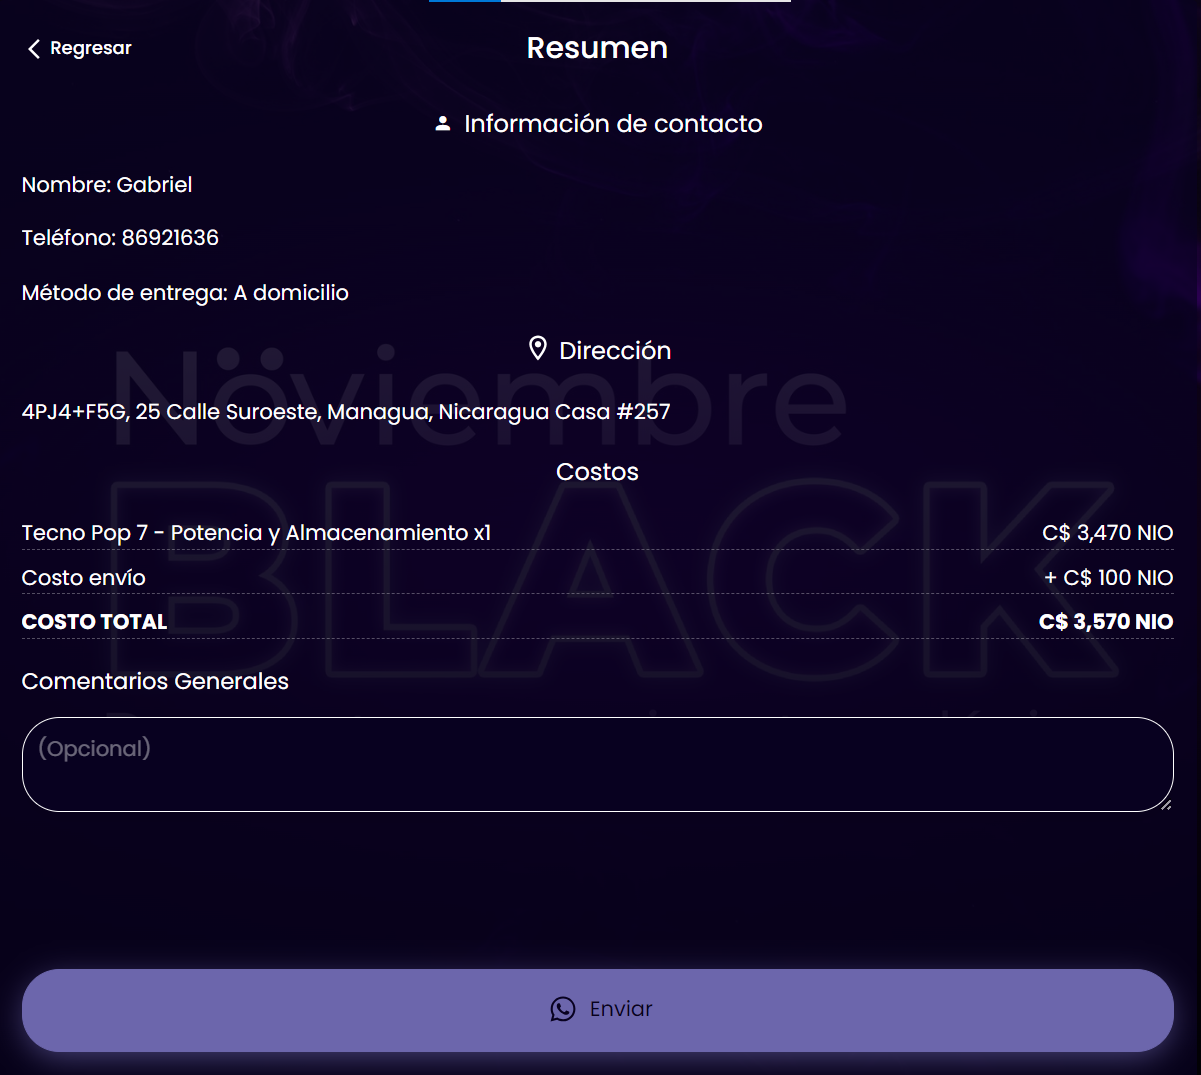 Regresar
Resumen
Información de contacto
Nombre: Gabriel
Teléfono: 86921636
Método de entrega: A domicilio
Dirección
Növiembre
4PJ4+F5G, 25 Calle Suroeste, Managua, Nicaragua Casa #257
Costos
BLACK
Tecno Pop 7 - Potencia y Almacenamiento x1 C$ 3,470 NIO
Costo envío + C$ 100 NIO
COSTO TOTAL C$ 3,570 NIO
Comentarios Generales
(Opcional)
Enviar